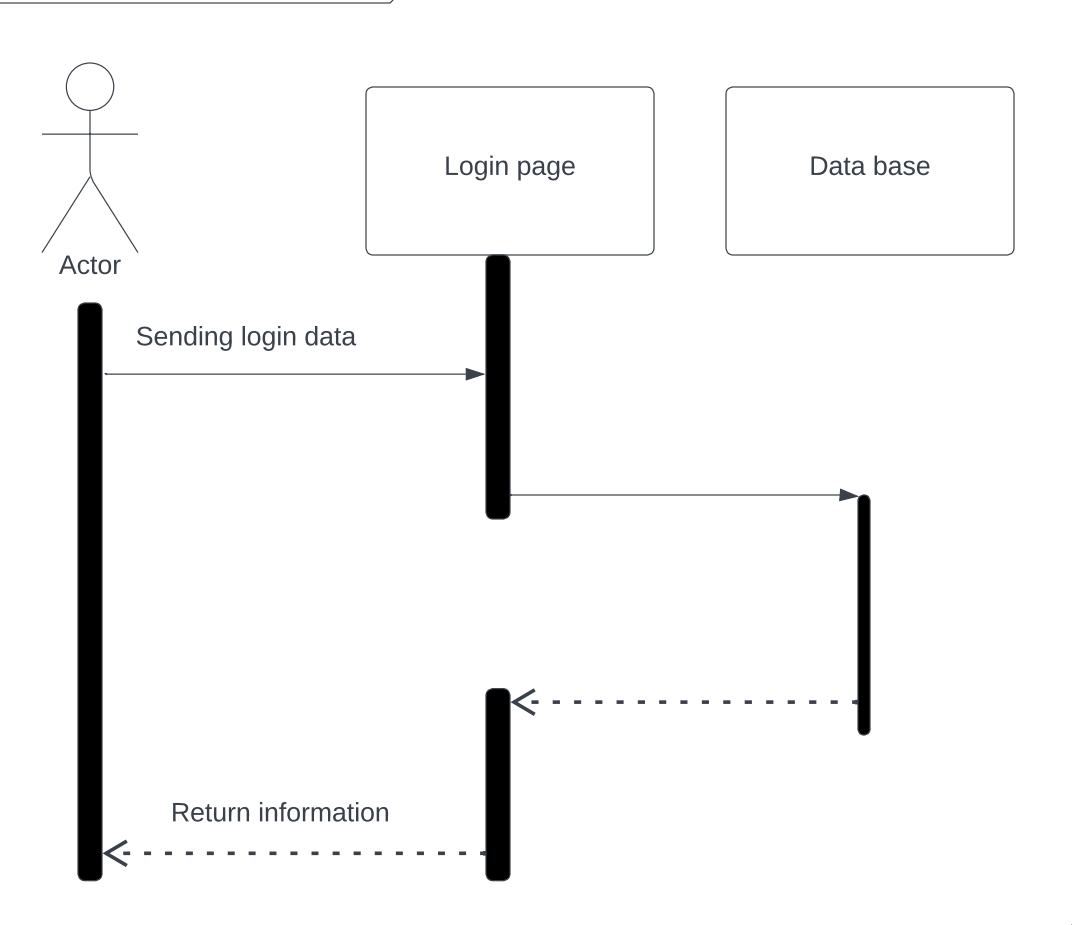 Login page
Data base
Actor
Sending login data
Return information